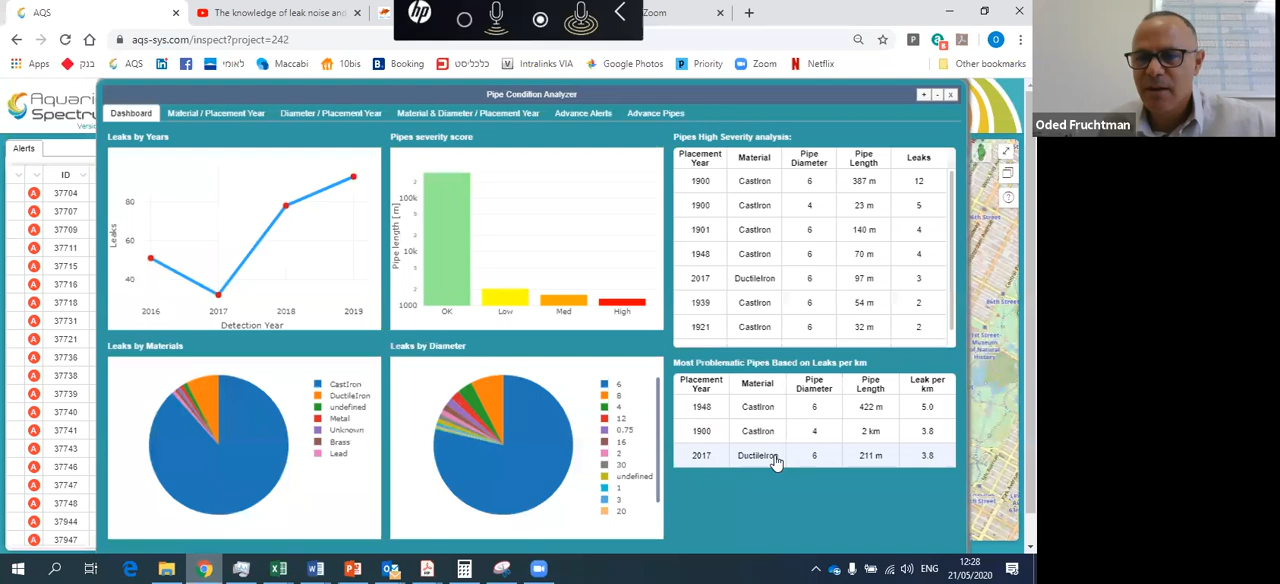 AQS
The knowledge of leak noise and
Zoom
aqs-sys.com/inspect?project=242
Apps
בנק
AQS
לאומי
Maccabi
10bis
Booking
כלכליסט
Intralinks VIA
Google Photos
Priority
Zoom
Netflix
Other bookmarks
Oded Fruchtman
Aquari
Spectru
Alerts
ID
A 37704
A 37707
A 37709
A 37711
A 37715
A 37716
A 37718
A 37731
A 37721
A 37736
A 37738
A 37739
A 37740
A 37741
A 37743
A 37746
A 37747
A 37748
A 37944
A 37947
Pipe Condition Analyzer
Dashboard
Material / Placement Year
Diameter / Placement Year
Material & Diameter / Placement Year
Advance Alerts
Advance Pipes
Leaks by Years
Leaks
80
60
40
2016 2017 2018 2019
Detection Year
Pipes severity score
Pipe length [m]
2
100k
5
2
10k
5
2
1000
OK Low Med High
Pipes High Severity analysis:
Placement Year Material Pipe Diameter Pipe Length Leaks
1900 CastIron 6 387 m 12
1900 CastIron 4 23 m 5
1901 CastIron 6 140 m 4
1948 CastIron 6 70 m 4
2017 DuctileIron 6 97 m 3
1939 CastIron 6 54 m 2
1921 CastIron 6 32 m 2
Leaks by Materials
CastIron
DuctileIron
undefined
Metal
Unknown
Brass
Lead
Leaks by Diameter
6
8
4
12
0.75
16
2
30
undefined
1
3
20
Most Problematic Pipes Based on Leaks per km
Placement Year Material Pipe Diameter Pipe Length Leak per km
1948 CastIron 6 422 m 5.0
1900 CastIron 4 2 km 3.8
2017 DuctileIron 6 211 m 3.8
ENG
12:28
21/05/2020